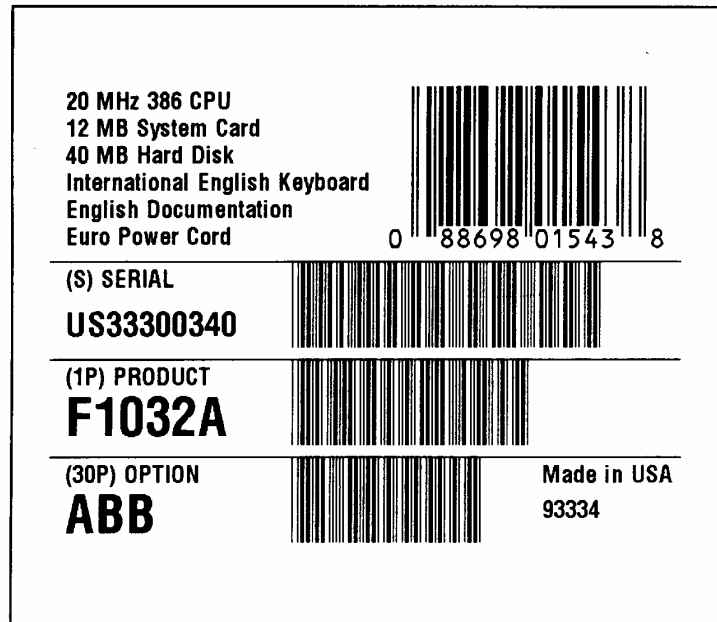 20 MHz 386 CPU
12 MB System Card
40 MB Hard Disk
International English Keyboard
English Documentation
Euro Power Cord
0 88698 01543 8
(S) SERIAL
US33300340
(1P) PRODUCT
F1032A
(30P) OPTION
ABB
Made in USA
93334